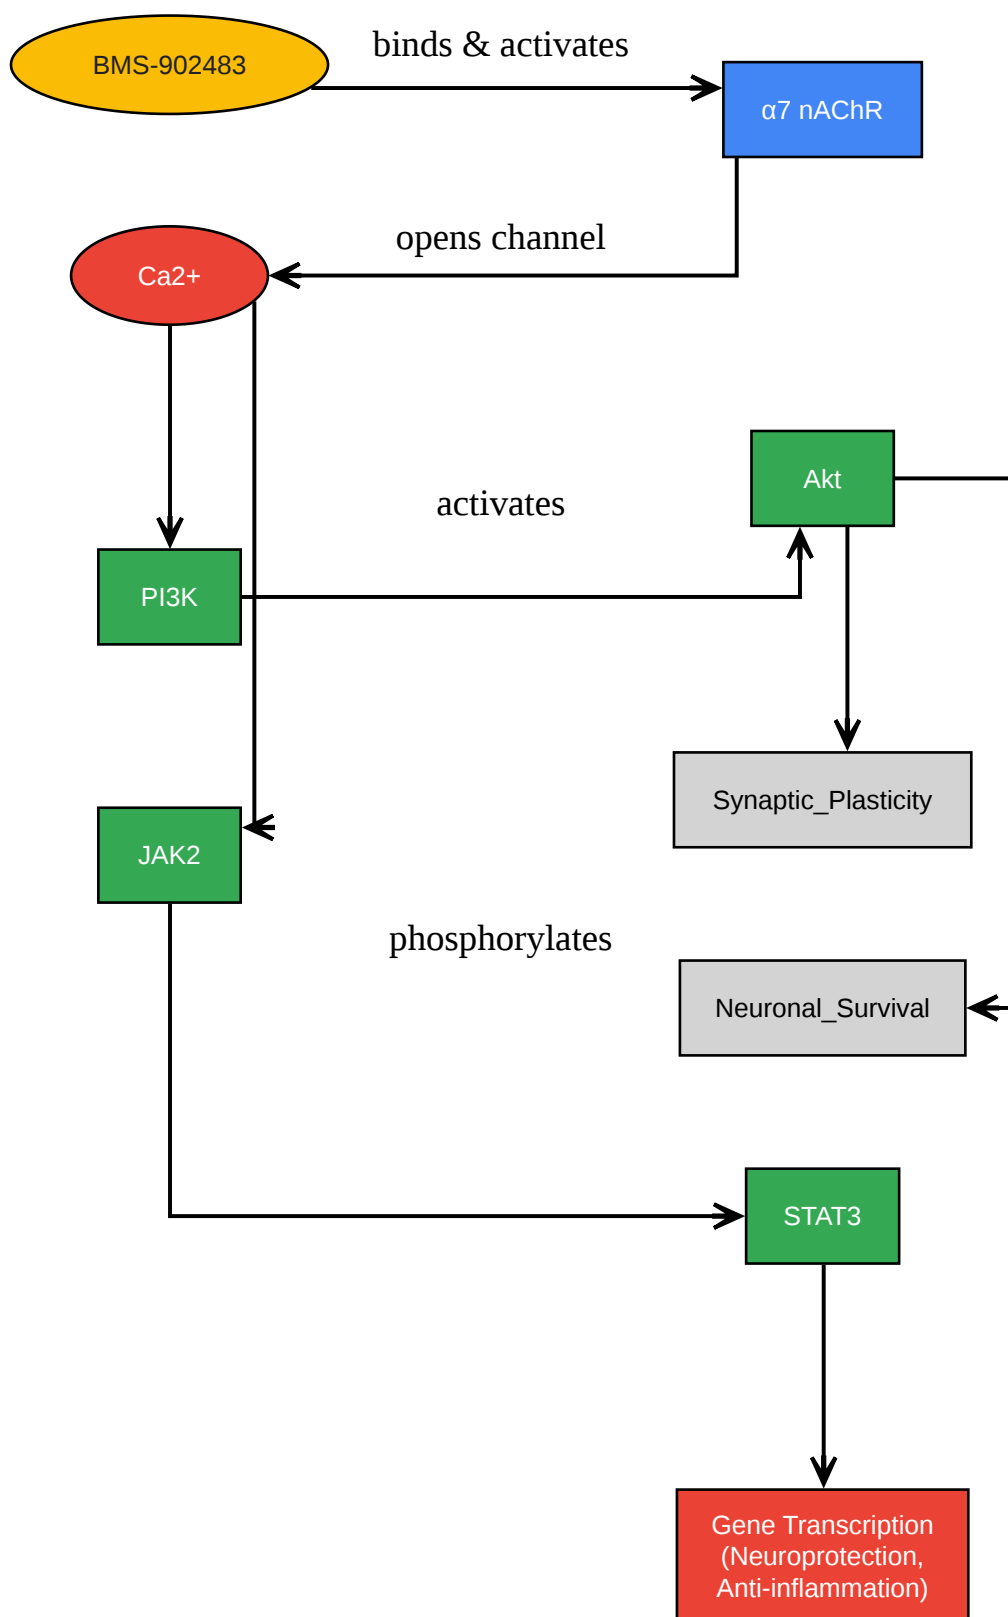 BMS-902483
binds & activates
α7 nAChR
opens channel
Ca2+
Akt
activates
PI3K
Synaptic_Plasticity
JAK2
phosphorylates
Neuronal_Survival
STAT3
Gene Transcription
(Neuroprotection,
Anti-inflammation)